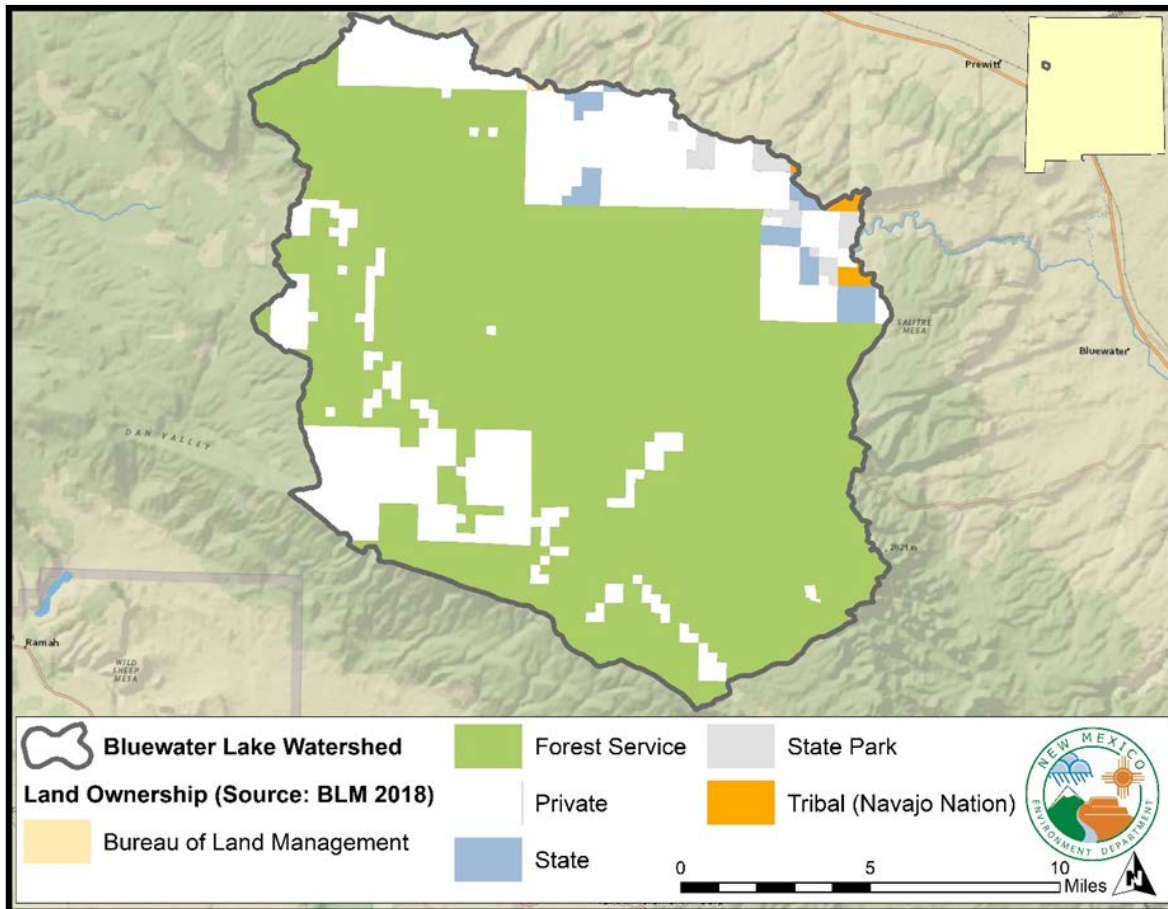 Prewitt
SALITRE
MESA
Bluewater
DAN VALLEY
2821 m
Ramah
WILD
SHEEP
MESA
Bluewater Lake Watershed
Land Ownership (Source: BLM 2018)
Bureau of Land Management
Forest Service
Private
State
State Park
Tribal (Navajo Nation)
NEW MEXICO
ENVIRONMENT DEPARTMENT
0 5 10
Miles
N